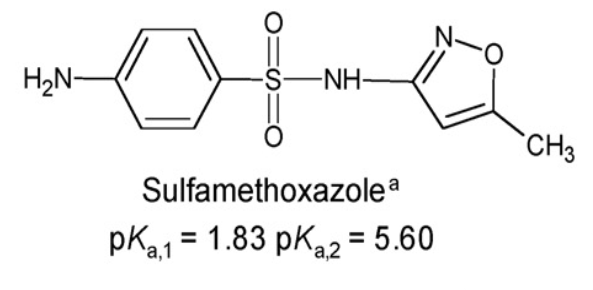 O
N
O
H₂N
S
NH
O
CH₃
Sulfamethoxazoleᵃ
pKa,1 = 1.83 pKa,2 = 5.60